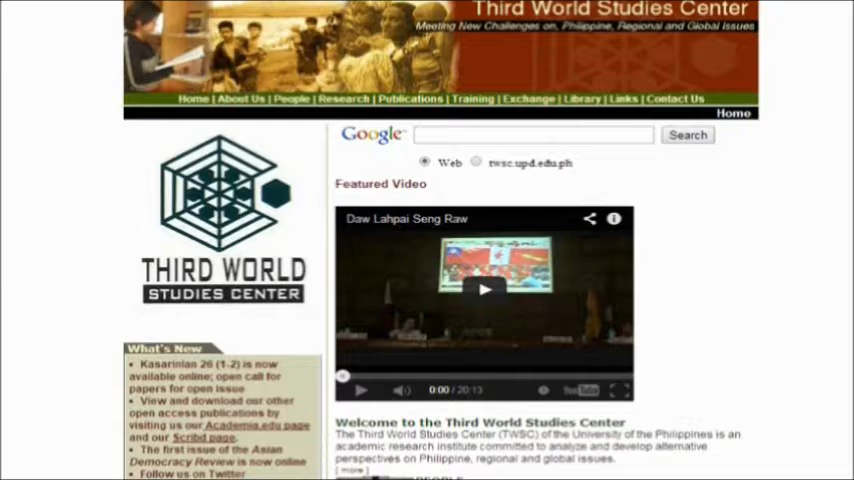 Third World Studies Center
Meeting New Challenges on, Philippine, Regional and Global Issues
Home | About Us | People | Research | Publications | Training | Exchange | Library | Links | Contact Us
Home
Google
Search
Web
twsc.upd.edu.ph
Featured Video
Daw Lahpai Seng Raw
0:00 / 20:13
YouTube
THIRD WORLD
STUDIES CENTER
What's New
• Kasarinlan 26 (1-2) is now
available online; open call for
papers for open issue
• View and download our other
open access publications by
visiting us our Academia.edu page
and our Scribd page.
• The first issue of the Asian
Democracy Review is now online
• Follow us on Twitter
Welcome to the Third World Studies Center
The Third World Studies Center (TWSC) of the University of the Philippines is an
academic research institute committed to analyze and develop alternative
perspectives on Philippine, regional and global issues.
[ more ]
PEOPLE